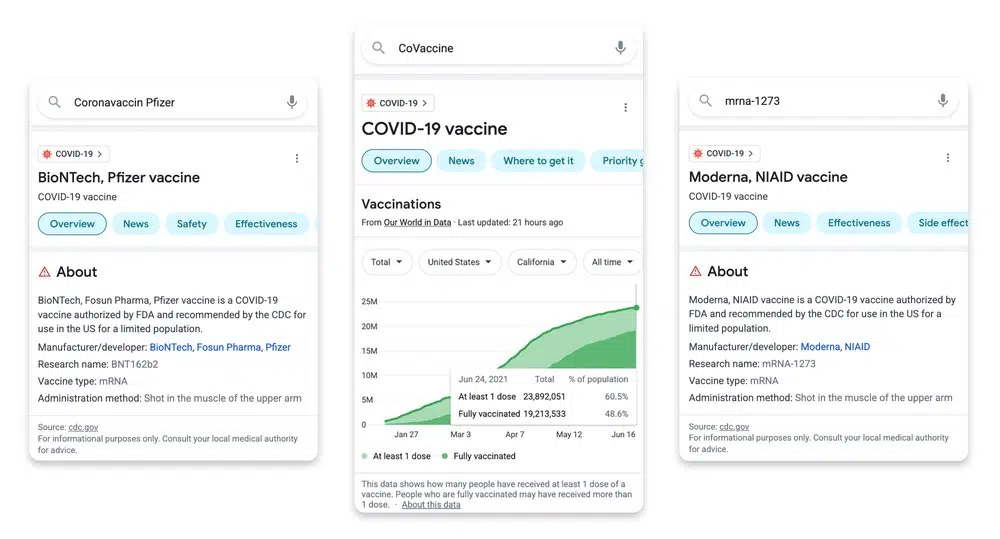 Coronavaccin Pfizer
COVID-19 >
BioNTech, Pfizer vaccine
COVID-19 vaccine
Overview
News
Safety
Effectiveness
About
BioNTech, Fosun Pharma, Pfizer vaccine is a COVID-19
vaccine authorized by FDA and recommended by the CDC for
use in the US for a limited population.
Manufacturer/developer: BioNTech, Fosun Pharma, Pfizer
Research name: BNT162b2
Vaccine type: mRNA
Administration method: Shot in the muscle of the upper arm
Source: cdc.gov
For informational purposes only. Consult your local medical authority
for advice.
CoVaccine
COVID-19 >
COVID-19 vaccine
Overview
News
Where to get it
Priority g
Vaccinations
From Our World in Data · Last updated: 21 hours ago
Total
United States
California
All time
25M
20M
15M
10M
5M
0
Jun 24, 2021 Total % of population
At least 1 dose 23,892,051 60.5%
Fully vaccinated 19,213,533 48.6%
Jan 27 Mar 3 Apr 7 May 12 Jun 16
At least 1 dose
Fully vaccinated
This data shows how many people have received at least 1 dose of a
vaccine. People who are fully vaccinated may have received more than
1 dose. · About this data
mrna-1273
COVID-19 >
Moderna, NIAID vaccine
COVID-19 vaccine
Overview
News
Effectiveness
Side effect
About
Moderna, NIAID vaccine is a COVID-19 vaccine authorized by
FDA and recommended by the CDC for use in the US for a
limited population.
Manufacturer/developer: Moderna, NIAID
Research name: mRNA-1273
Vaccine type: mRNA
Administration method: Shot in the muscle of the upper arm
Source: cdc.gov
For informational purposes only. Consult your local medical authority
for advice.